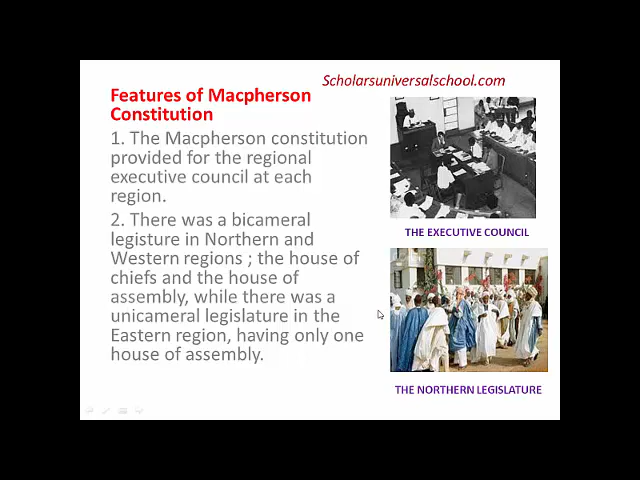 Scholarsuniversalschool.com
Features of Macpherson
Constitution
1. The Macpherson constitution
provided for the regional
executive council at each
region.
2. There was a bicameral
legisture in Northern and
Western regions ; the house of
chiefs and the house of
assembly, while there was a
unicameral legislature in the
Eastern region, having only one
house of assembly.
THE EXECUTIVE COUNCIL
THE NORTHERN LEGISLATURE